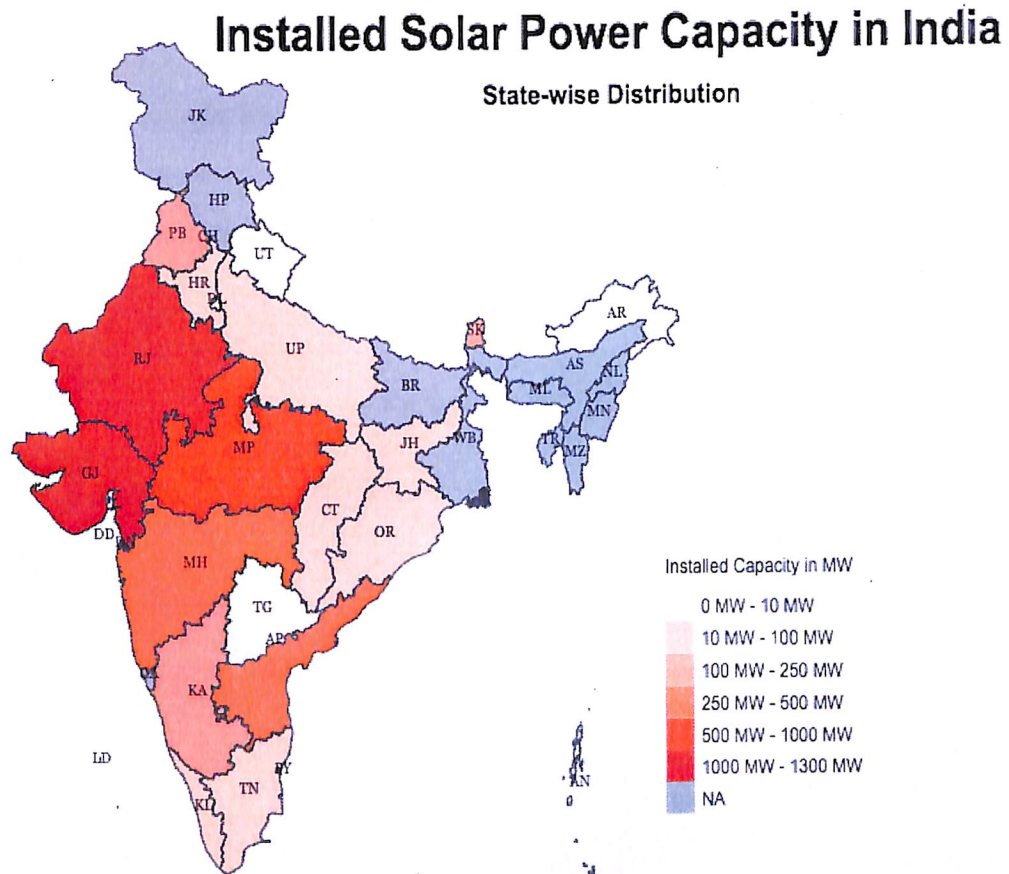 Installed Solar Power Capacity in India
State-wise Distribution
JK
HP
PB
CH
UT
HR
DL
AR
SK
UP
RJ
AS
NL
BR
ML
MN
JH
WB
TR
MZ
MP
GJ
CT
OR
DD
DN
MH
TG
AP
KA
LD
PY
TN
KL
AN
Installed Capacity in MW
0 MW - 10 MW
10 MW - 100 MW
100 MW - 250 MW
250 MW - 500 MW
500 MW - 1000 MW
1000 MW - 1300 MW
NA